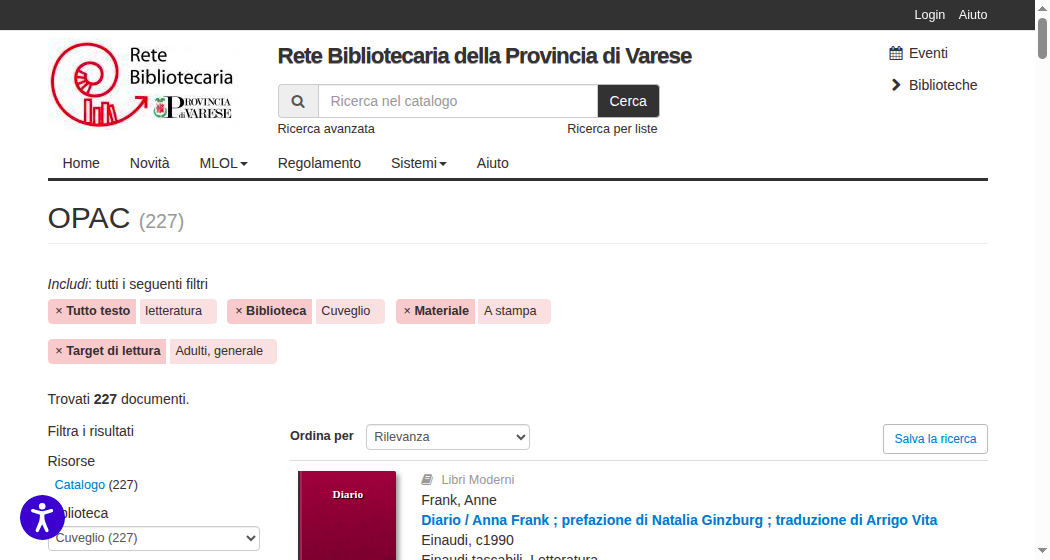 Login Aiuto
Rete
Bibliotecaria
PROVINCIA
di VARESE
Rete Bibliotecaria della Provincia di Varese
Ricerca nel catalogo Cerca
Ricerca avanzata Ricerca per liste
Eventi
Biblioteche
Home Novità MLOL Regolamento Sistemi Aiuto
OPAC (227)
Includi: tutti i seguenti filtri
× Tutto testo letteratura × Biblioteca Cuveglio × Materiale A stampa
× Target di lettura Adulti, generale
Trovati 227 documenti.
Filtra i risultati
Risorse
Catalogo (227)
blioteca
Cuveglio (227)
Ordina per Rilevanza Salva la ricerca
Diario
Libri Moderni
Frank, Anne
Diario / Anna Frank ; prefazione di Natalia Ginzburg ; traduzione di Arrigo Vita
Einaudi, c1990
Einaudi tascabili. Letteratura